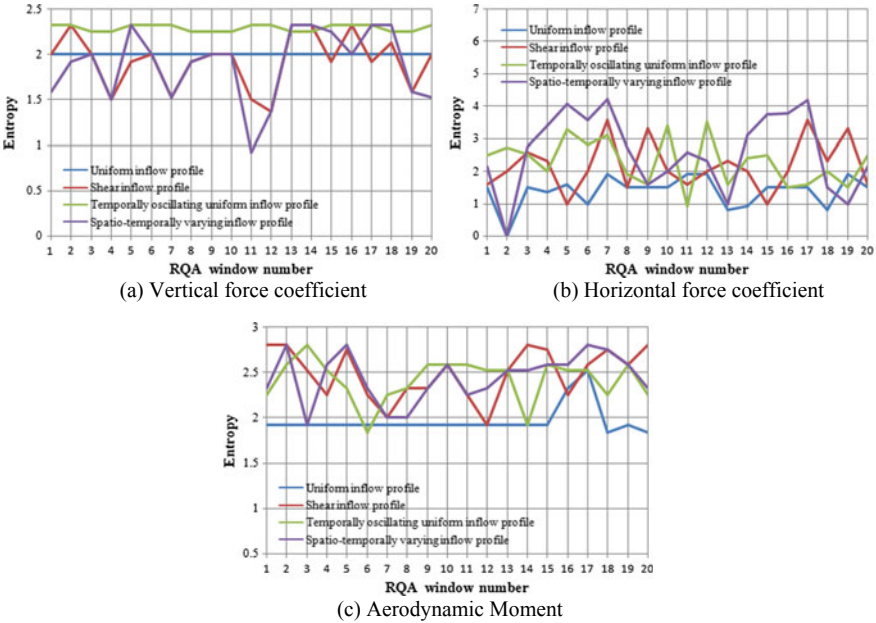 2.5
2
1.5
1
0.5
0
Entropy
Uniform inflow profile
Shear inflow profile
Temporally oscillating uniform inflow profile
Spatio-temporally varying inflow profile
1 2 3 4 5 6 7 8 9 10 11 12 13 14 15 16 17 18 19 20
RQA window number
(a) Vertical force coefficient
7
6
5
4
3
2
1
0
Entropy
Uniform inflow profile
Shear inflow profile
Temporally oscillating uniform inflow profile
Spatio-temporally varying inflow profile
1 2 3 4 5 6 7 8 9 10 11 12 13 14 15 16 17 18 19 20
RQA window number
(b) Horizontal force coefficient
3
2.5
2
1.5
1
0.5
Entropy
Uniform inflow profile
Shear inflow profile
Temporally oscillating uniform inflow profile
Spatio-temporally varying inflow profile
1 2 3 4 5 6 7 8 9 10 11 12 13 14 15 16 17 18 19 20
RQA window number
(c) Aerodynamic Moment